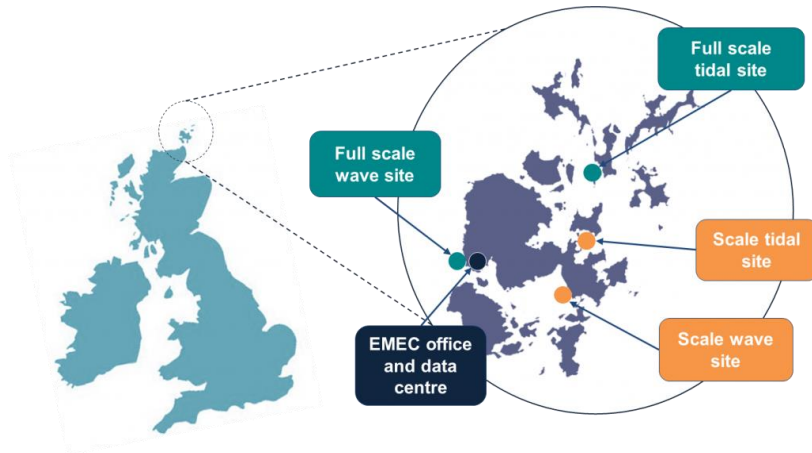 Full scale
tidal site
Full scale
wave site
Scale tidal
site
Scale wave
site
EMEC office
and data
centre